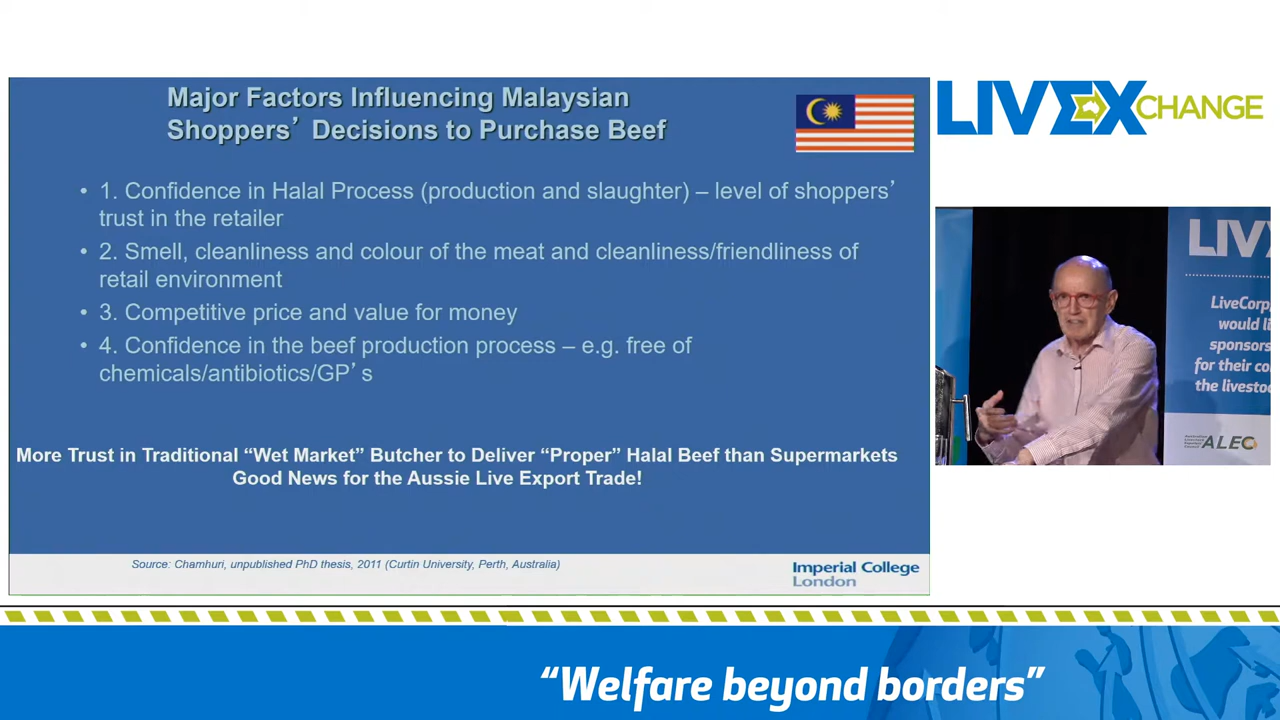 Major Factors Influencing Malaysian
Shoppers’ Decisions to Purchase Beef
• 1. Confidence in Halal Process (production and slaughter) – level of shoppers’
trust in the retailer
• 2. Smell, cleanliness and colour of the meat and cleanliness/friendliness of
retail environment
• 3. Competitive price and value for money
• 4. Confidence in the beef production process – e.g. free of
chemicals/antibiotics/GP’s
More Trust in Traditional “Wet Market” Butcher to Deliver “Proper” Halal Beef than Supermarkets
Good News for the Aussie Live Export Trade!
Source: Chamhuri, unpublished PhD thesis, 2011 (Curtin University, Perth, Australia)
Imperial College
London
LIVEXCHANGE
LIV
LiveCorp
would
sponsors
for their
the
ALEC
“Welfare beyond borders”